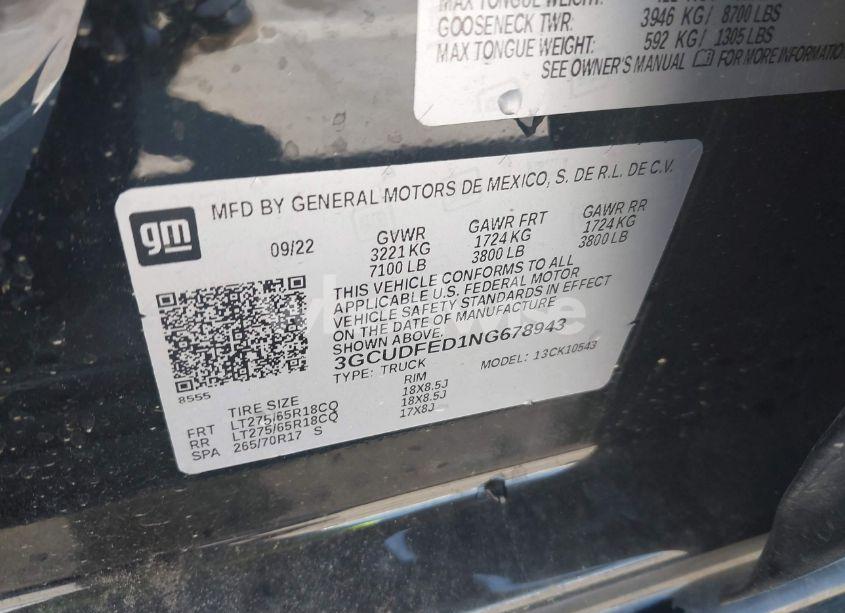 GOOSENECK TWR: 3946 KG / 8700 LBS
MAX TONGUE WEIGHT: 592 KG / 1305 LBS
SEE OWNER'S MANUAL FOR MORE INFORMATION
gm
MFD BY GENERAL MOTORS DE MEXICO, S. DE R.L. DE C.V.
09/22
GVWR GAWR FRT GAWR RR
3221 KG 1724 KG 1724 KG
7100 LB 3800 LB 3800 LB
THIS VEHICLE CONFORMS TO ALL
APPLICABLE U.S. FEDERAL MOTOR
VEHICLE SAFETY STANDARDS IN EFFECT
ON THE DATE OF MANUFACTURE
SHOWN ABOVE.
3GCUDFED1NG678943
TYPE: TRUCK MODEL: 13CK10543
8555
TIRE SIZE RIM
FRT LT275/65R18CQ 18X8.5J
RR LT275/65R18CQ 18X8.5J
SPA 265/70R17 S 17X8J